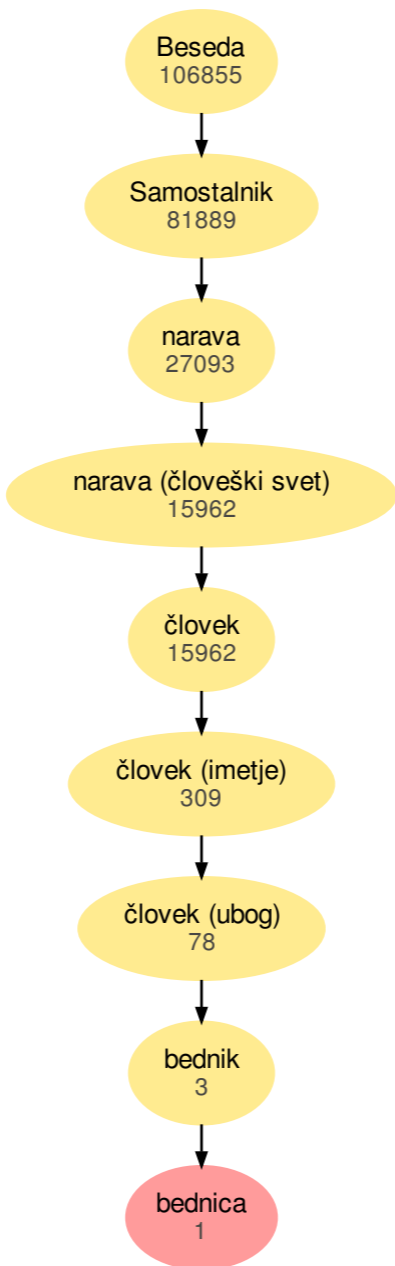 Beseda
106855
Samostalnik
81889
narava
27093
narava (človeški svet)
15962
človek
15962
človek (imetje)
309
človek (ubog)
78
bednik
3
bednica
1